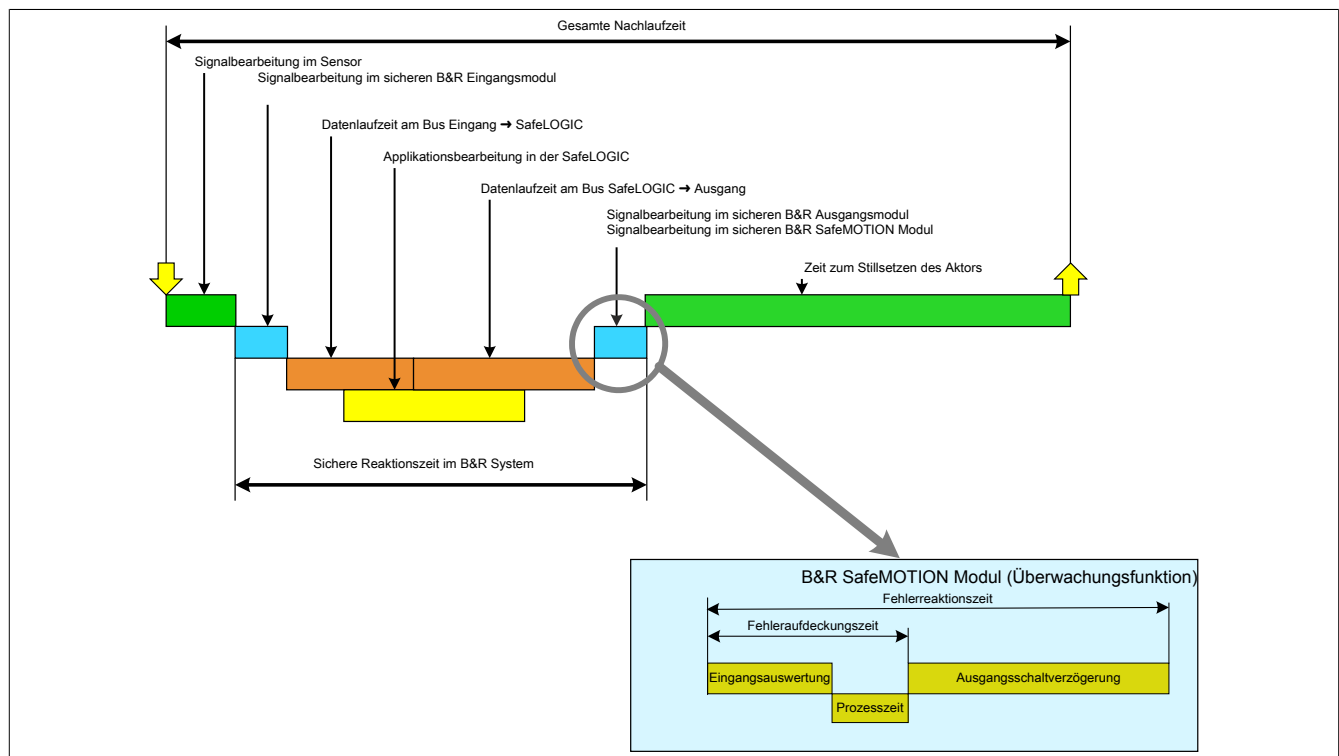 Gesamte Nachlaufzeit
Signalbearbeitung im Sensor
Signalbearbeitung im sicheren B&R Eingangsmodul
Datenlaufzeit am Bus Eingang ➜ SafeLOGIC
Applikationsbearbeitung in der SafeLOGIC
Datenlaufzeit am Bus SafeLOGIC ➜ Ausgang
Signalbearbeitung im sicheren B&R Ausgangsmodul
Signalbearbeitung im sicheren B&R SafeMOTION Modul
Zeit zum Stillsetzen des Aktors
Sichere Reaktionszeit im B&R System
B&R SafeMOTION Modul (Überwachungsfunktion)
Fehlerreaktionszeit
Fehleraufdeckungszeit
Eingangsauswertung
Ausgangsschaltverzögerung
Prozesszeit